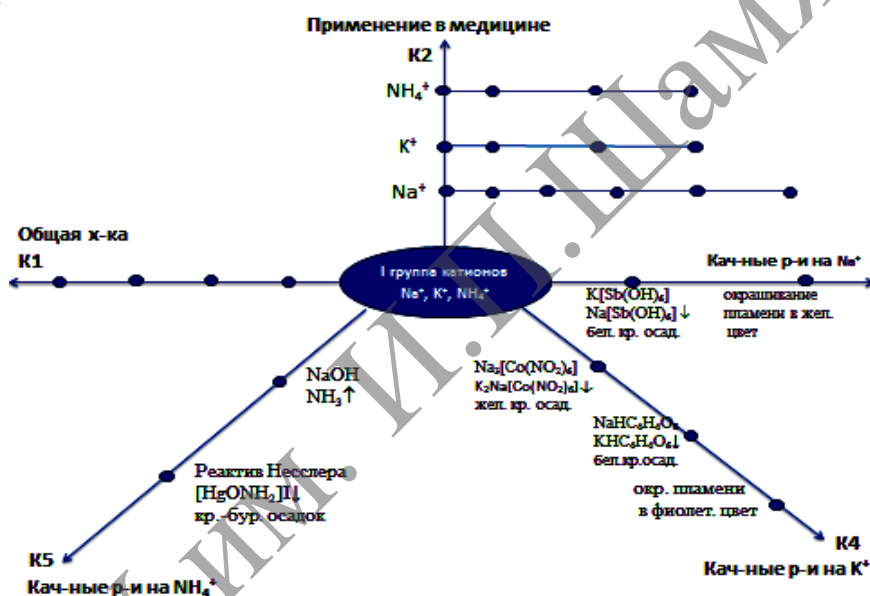 Применение в медицине
К2
NH₄⁺
K⁺
Na⁺
Общая х-ка
К1
I группа катионов
Na⁺, K⁺, NH₄⁺
Кач-ные р-и на Na⁺
K[Sb(OH)₆]
Na[Sb(OH)₆]↓
бел. кр. осад.
окрашивание
пламени в жел.
цвет
NaOH
NH₃↑
Na₃[Co(NO₂)₆]
K₂Na[Co(NO₂)₆]↓
жел. кр. осад.
NaHC₄H₄O₆
KHC₄H₄O₆↓
бел.кр.осад.
Реактив Несслера
[HgONH₂]I↓
кр.-бур. осадок
окр. пламени
в фиолет. цвет
К5
Кач-ные р-и на NH₄⁺
К4
Кач-ные р-и на K⁺
им. И.П.Шамя